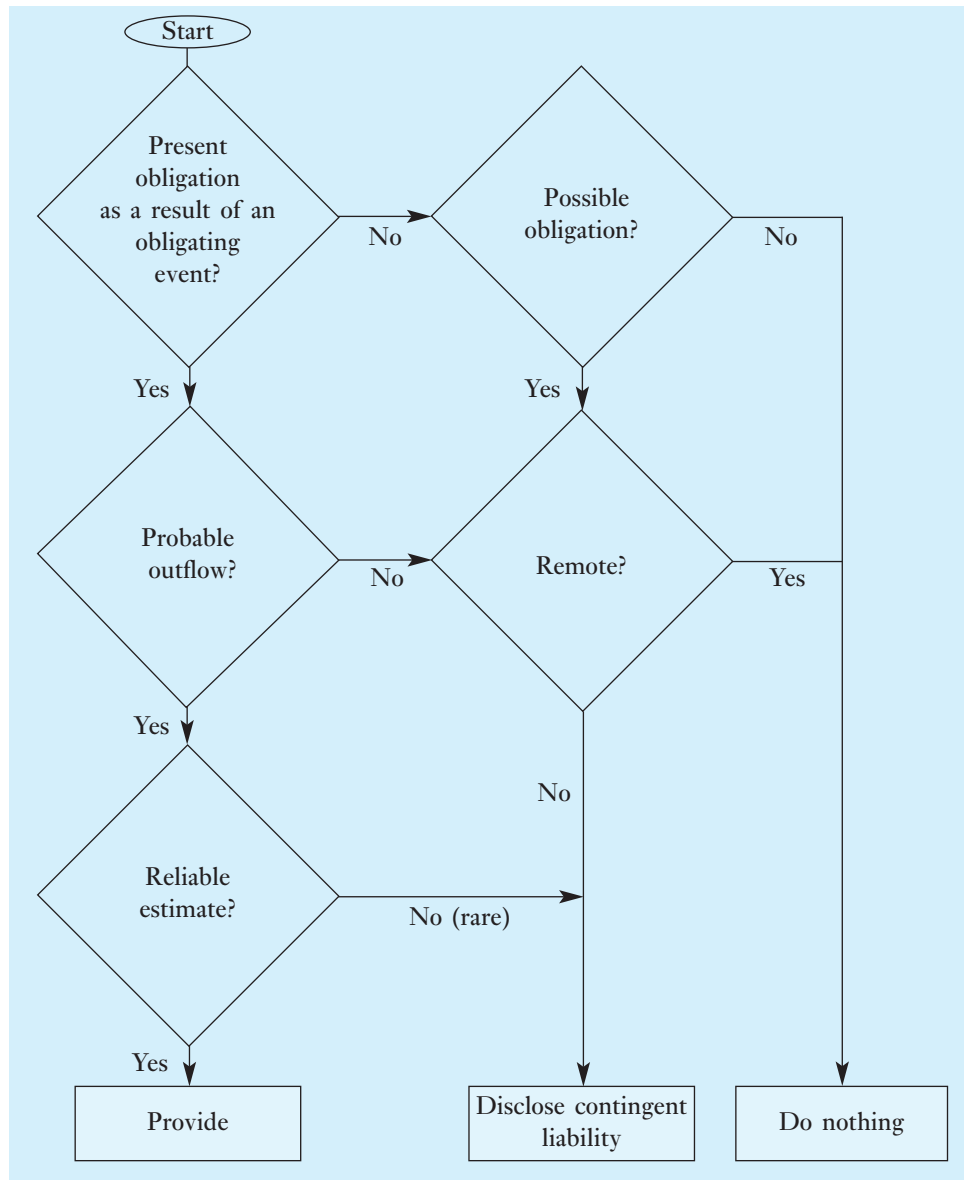 Start
Present
obligation
as a result of an
obligating
event?
No
Possible
obligation?
No
Yes
Yes
Probable
outflow?
No
Remote?
Yes
Yes
No
Reliable
estimate?
No (rare)
Yes
Provide
Disclose contingent
liability
Do nothing